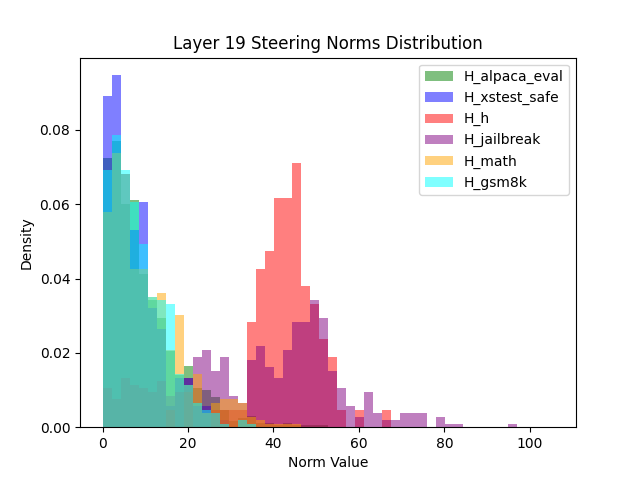 Layer 19 Steering Norms Distribution
H_alpaca_eval
H_xstest_safe
H_h
H_jailbreak
H_math
H_gsm8k
Density
0.08
0.06
0.04
0.02
0.00
0
20
40
60
80
100
Norm Value